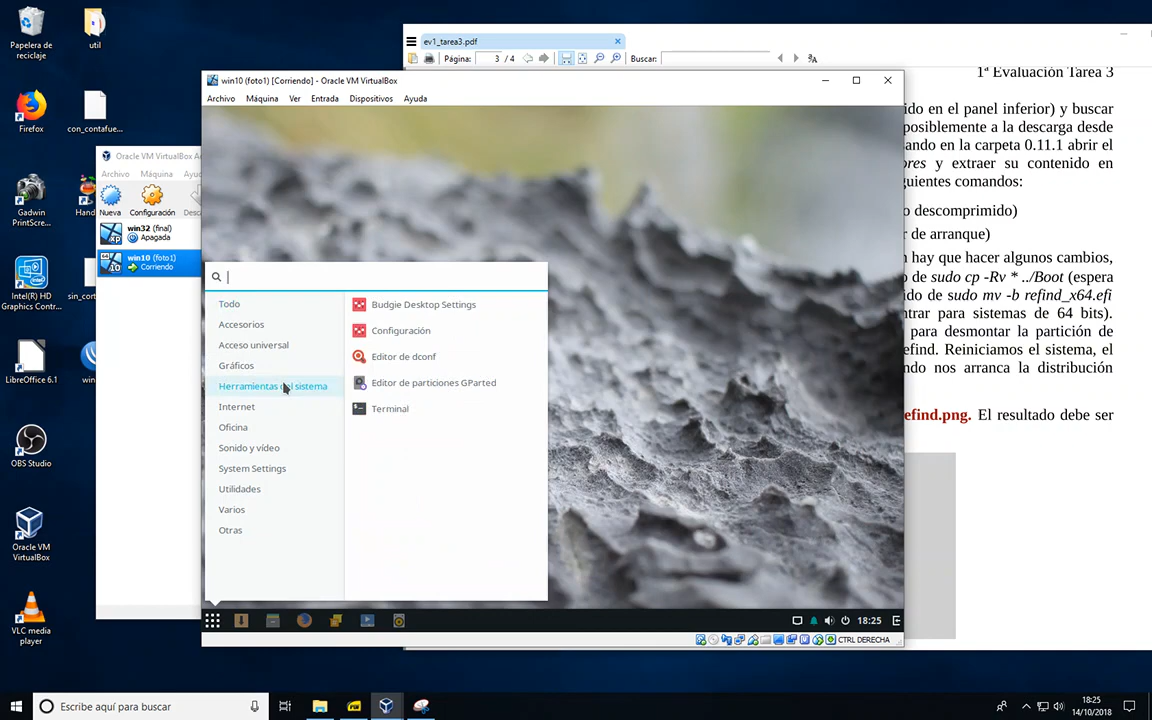 Papelera de
reciclaje
util
Firefox
con_contafue...
Gadwin
PrintScre...
Hand
Intel(R) HD
Graphics Contr...
sin_cort
LibreOffice 6.1
win
OBS Studio
Oracle VM
VirtualBox
VLC media
player
Oracle VM VirtualBox A
Archivo Máquina Ayu
Nueva Configuración Desc
win32 (final)
Apagada
win10 (foto1)
Corriendo
ev1_tarea3.pdf
Página: 3 / 4 Buscar:
1ª Evaluación Tarea 3
ido en el panel inferior) y buscar
posiblemente a la descarga desde
ando en la carpeta 0.11.1 abrir el
ores y extraer su contenido en
guientes comandos:
o descomprimido)
r de arranque)
n hay que hacer algunos cambios,
o de sudo cp -Rv * ../Boot (espera
ido de sudo mv -b refind_x64.efi
ntrar para sistemas de 64 bits).
para desmontar la partición de
efind. Reiniciamos el sistema, el
ndo nos arranca la distribución
efind.png. El resultado debe ser
win10 (foto1) [Corriendo] - Oracle VM VirtualBox
Archivo Máquina Ver Entrada Dispositivos Ayuda
Todo
Accesorios
Acceso universal
Gráficos
Herramientas del sistema
Internet
Oficina
Sonido y vídeo
System Settings
Utilidades
Varios
Otras
Budgie Desktop Settings
Configuración
Editor de dconf
Editor de particiones GParted
Terminal
18:25
CTRL DERECHA
Escribe aquí para buscar
18:25
14/10/2018